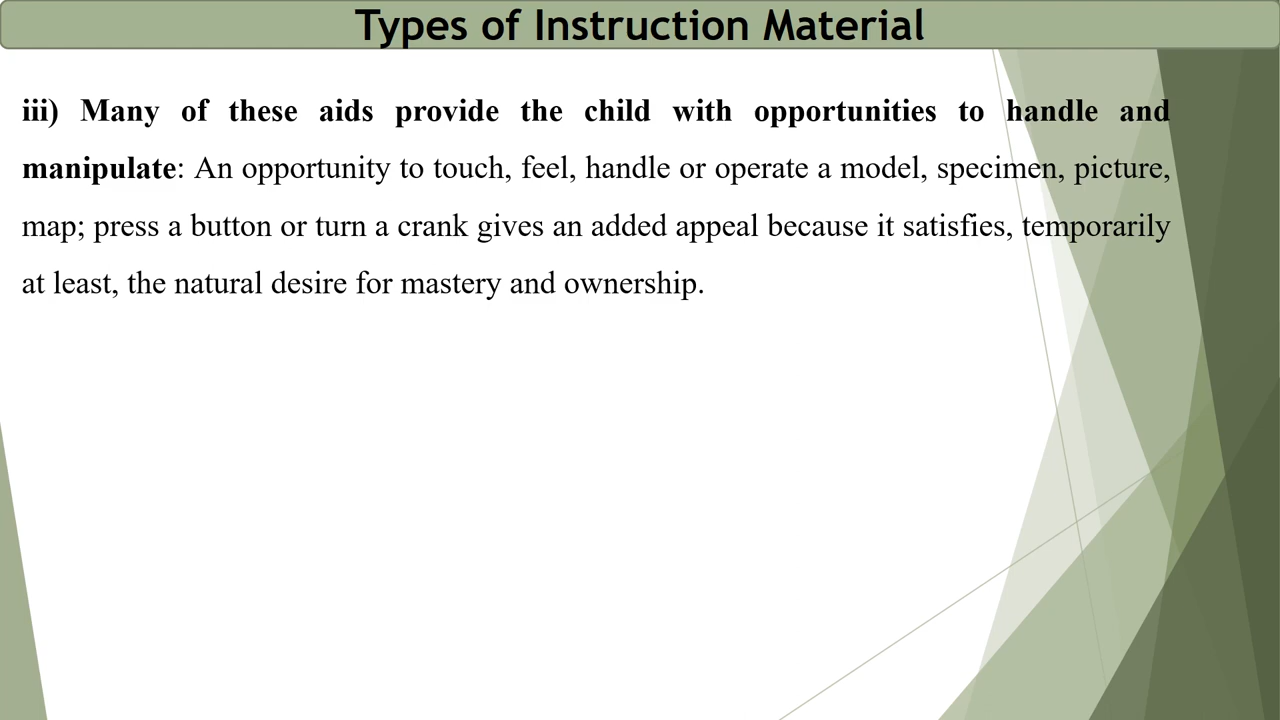 Types of Instruction Material
iii) Many of these aids provide the child with opportunities to handle and
manipulate: An opportunity to touch, feel, handle or operate a model, specimen, picture,
map; press a button or turn a crank gives an added appeal because it satisfies, temporarily
at least, the natural desire for mastery and ownership.